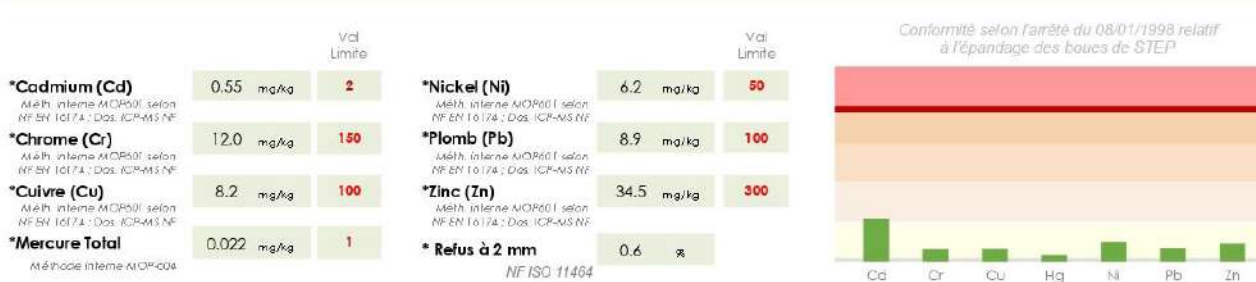 Val
Limite
*Cadmium (Cd) 0.55 mg/kg 2
Méth. interne MOP601 selon
NF EN 16174 ; Dos. ICP-MS NF
*Chrome (Cr) 12.0 mg/kg 150
Méth. interne MOP601 selon
NF EN 16174 ; Dos. ICP-MS NF
*Cuivre (Cu) 8.2 mg/kg 100
Méth. interne MOP601 selon
NF EN 16174 ; Dos. ICP-MS NF
*Mercure Total 0.022 mg/kg 1
Méthode interne MOP-604
Val
Limite
*Nickel (Ni) 6.2 mg/kg 50
Méth. interne MOP601 selon
NF EN 16174 ; Dos. ICP-MS NF
*Plomb (Pb) 8.9 mg/kg 100
Méth. interne MOP601 selon
NF EN 16174 ; Dos. ICP-MS NF
*Zinc (Zn) 34.5 mg/kg 300
Méth. interne MOP601 selon
NF EN 16174 ; Dos. ICP-MS NF
* Refus à 2 mm 0.6 %
NF ISO 11464
Conformité selon l'arrêté du 08/01/1998 relatif
à l'épandage des boues de STEP
Cd Cr Cu Hg Ni Pb Zn